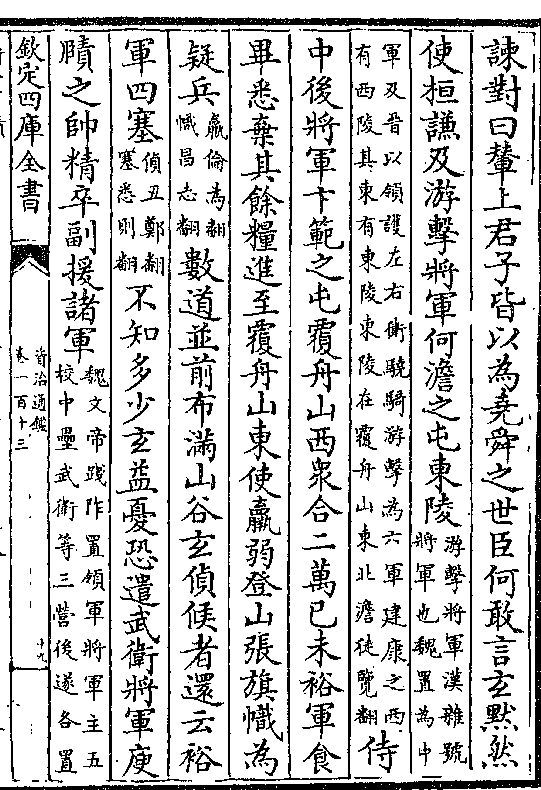 諫對曰輦上君子皆以為堯舜之世臣何敢言玄黙然
使桓謙及游擊將軍何澹之屯東陵游擊將軍漢雜號將軍也魏置為中
軍及晉以領護左右衛驍騎游擊為六軍建康之西有西陵其東有東陵東陵在覆舟山東北澹徒覽翻侍
中後將軍卞範之屯覆舟山西衆合二萬已未裕軍食
畢悉棄其餘糧進至覆舟山東使羸弱登山張旗幟為
疑兵羸倫為翻幟昌志翻數道並前布滿山谷玄偵候者還云裕
軍四塞偵丑鄭翻塞悉則翻不知多少玄益憂恐遣武衛將軍庾
賾之帥精卒副援諸軍魏文帝踐阼置領軍將軍主五校中壘武衛等三營後遂各置
欽定四庫全書
資治通鑑
卷一百十三
十九